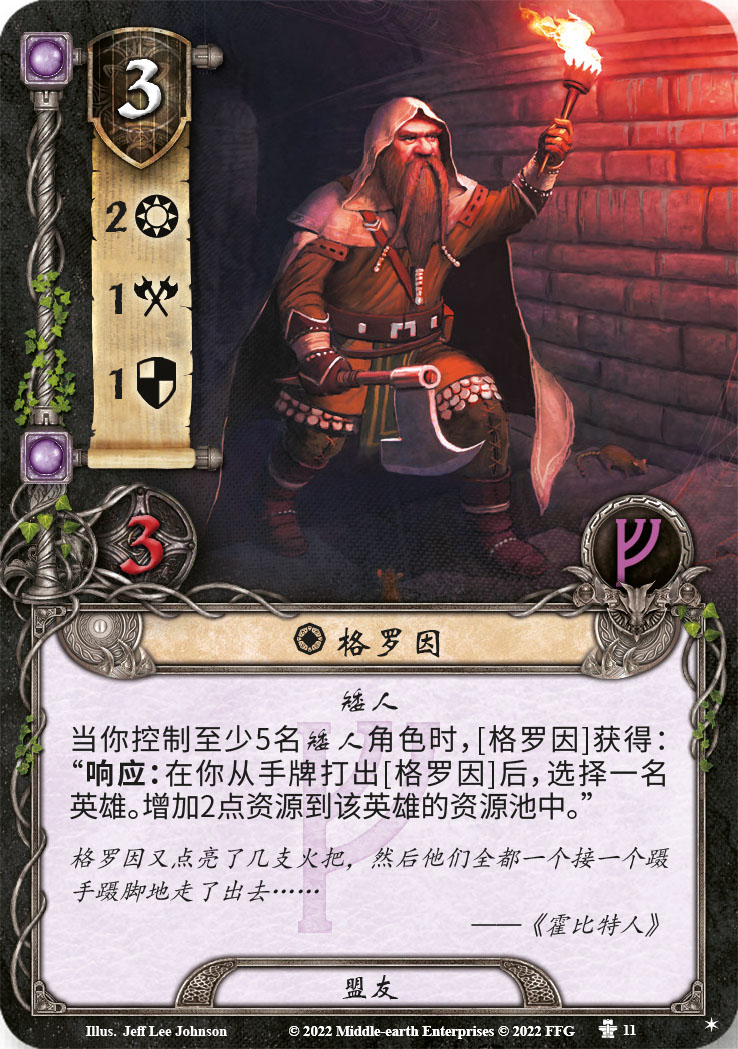 3
2
1
1
3
格罗因
矮人
当你控制至少5名矮人角色时，[格罗因]获得：
“响应：在你从手牌打出[格罗因]后，选择一名
英雄。增加2点资源到该英雄的资源池中。”
格罗因又点亮了几支火把，然后他们全都一个接一个蹑
手蹑脚地走了出去……
——《霍比特人》
盟友
Illus. Jeff Lee Johnson © 2022 Middle-earth Enterprises © 2022 FFG 11